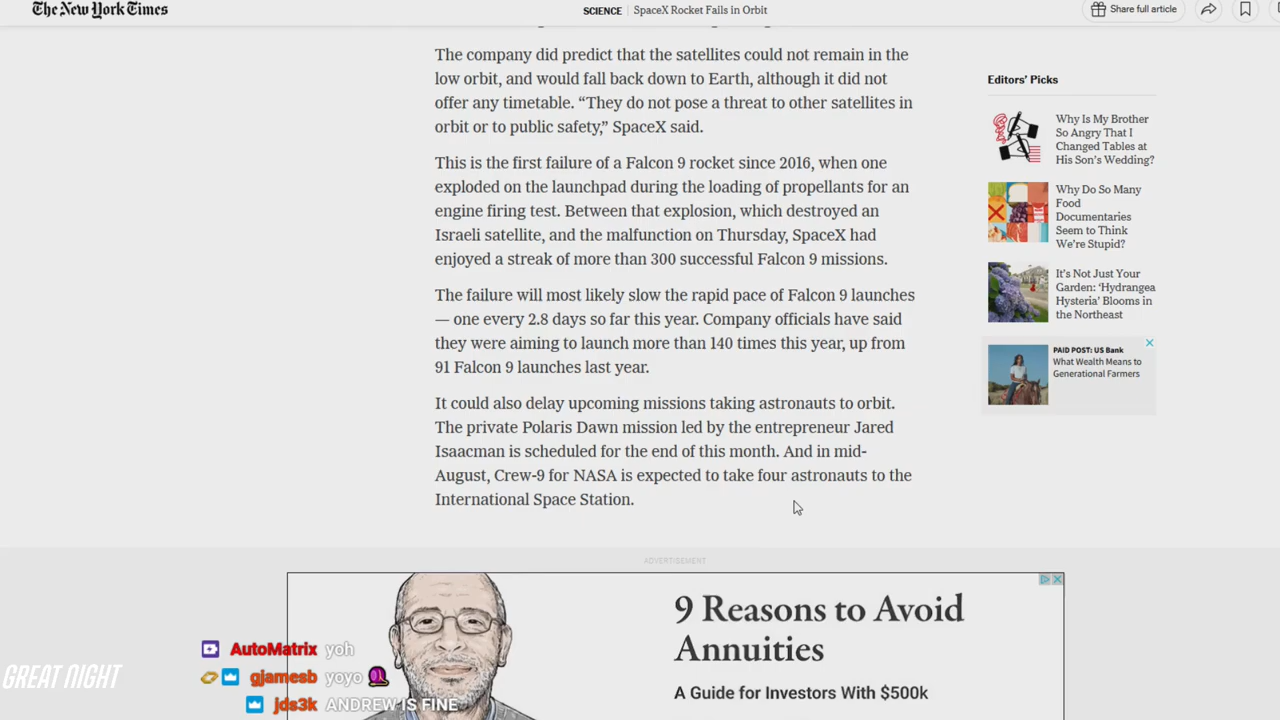 The New York Times
SCIENCE | SpaceX Rocket Fails in Orbit
Share full article
The company did predict that the satellites could not remain in the
low orbit, and would fall back down to Earth, although it did not
offer any timetable. “They do not pose a threat to other satellites in
orbit or to public safety,” SpaceX said.
This is the first failure of a Falcon 9 rocket since 2016, when one
exploded on the launchpad during the loading of propellants for an
engine firing test. Between that explosion, which destroyed an
Israeli satellite, and the malfunction on Thursday, SpaceX had
enjoyed a streak of more than 300 successful Falcon 9 missions.
The failure will most likely slow the rapid pace of Falcon 9 launches
— one every 2.8 days so far this year. Company officials have said
they were aiming to launch more than 140 times this year, up from
91 Falcon 9 launches last year.
It could also delay upcoming missions taking astronauts to orbit.
The private Polaris Dawn mission led by the entrepreneur Jared
Isaacman is scheduled for the end of this month. And in mid-
August, Crew-9 for NASA is expected to take four astronauts to the
International Space Station.
Editors’ Picks
Why Is My Brother
So Angry That I
Changed Tables at
His Son’s Wedding?
Why Do So Many
Food
Documentaries
Seem to Think
We’re Stupid?
It’s Not Just Your
Garden: ‘Hydrangea
Hysteria’ Blooms in
the Northeast
PAID POST: US Bank
What Wealth Means to
Generational Farmers
ADVERTISEMENT
9 Reasons to Avoid
Annuities
A Guide for Investors With $500k
AutoMatrix yoh
gjamesb yoyo
jds3k ANDREW IS FINE
GREAT NIGHT